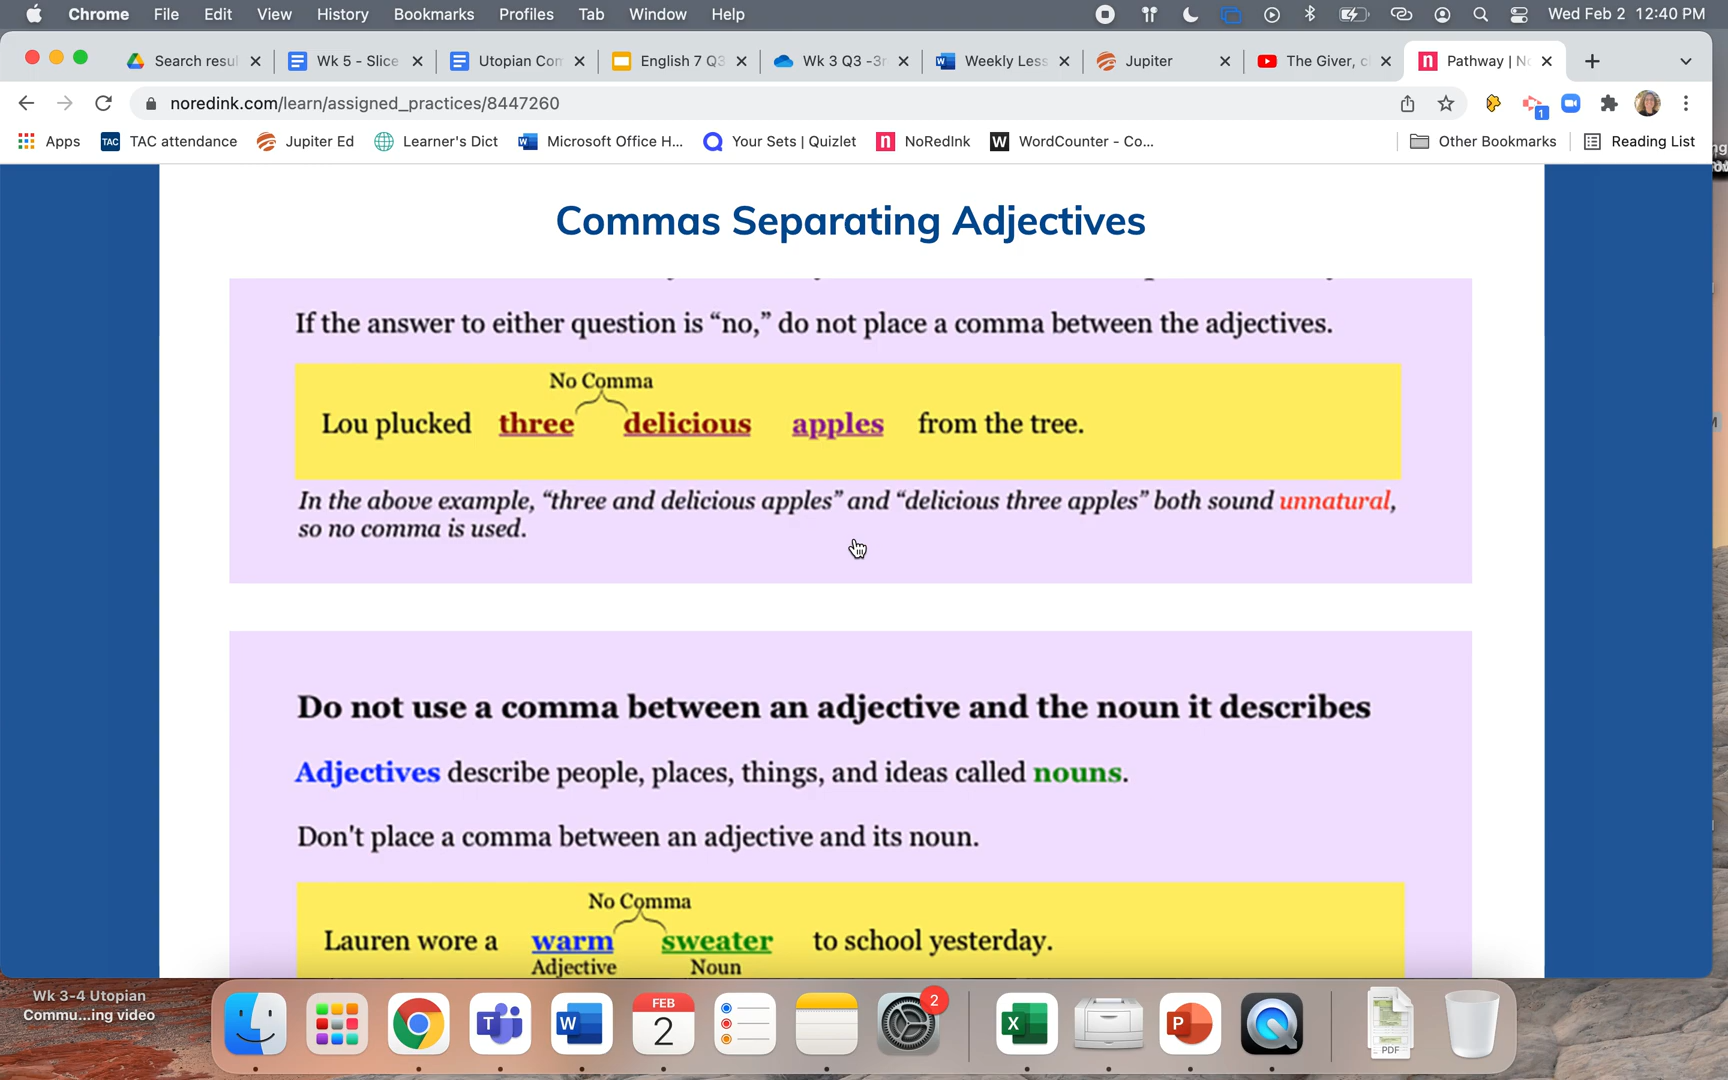 Chrome File Edit View History Bookmarks Profiles Tab Window Help Wed Feb 2 12:40 PM
Search resul Wk 5 - Slice Utopian Com English 7 Q3 Wk 3 Q3 -3r Weekly Less Jupiter The Giver, c Pathway | No
noredink.com/learn/assigned_practices/8447260 1
Apps TAC TAC attendance Jupiter Ed Learner's Dict Microsoft Office H... Your Sets | Quizlet n NoRedInk W WordCounter - Co... Other Bookmarks Reading List
Commas Separating Adjectives
If the answer to either question is “no,” do not place a comma between the adjectives.
No Comma
Lou plucked three delicious apples from the tree.
In the above example, “three and delicious apples” and “delicious three apples” both sound unnatural,
so no comma is used.
Do not use a comma between an adjective and the noun it describes
Adjectives describe people, places, things, and ideas called nouns.
Don't place a comma between an adjective and its noun.
No Comma
Lauren wore a warm sweater to school yesterday.
Adjective Noun
Wk 3-4 Utopian
Commu...ing video
FEB
2
2
T
W
X
P
PDF